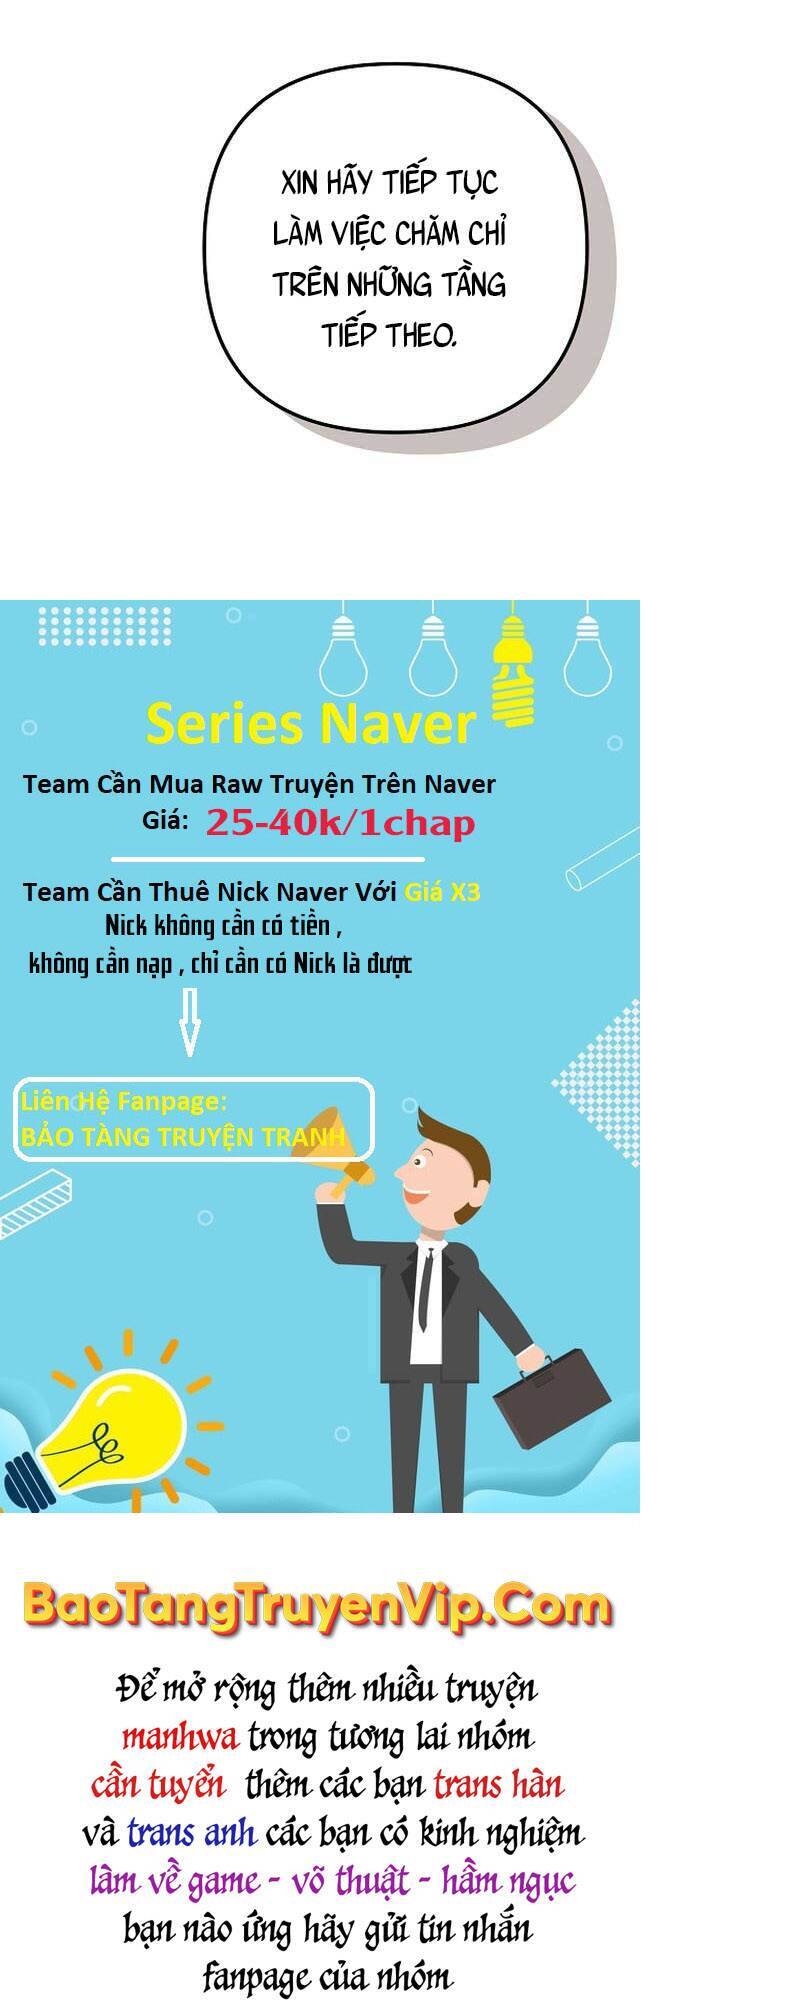 XIN HÃY TIẾP TỤC
LÀM VIỆC CHĂM CHỈ
TRÊN NHỮNG TẦNG
TIẾP THEO.
Series Naver
Team Cần Mua Raw Truyện Trên Naver
Giá: 25-40k/1chap
Team Cần Thuê Nick Naver Với Giá X3
Nick không cần có tiền ,
không cần nạp , chỉ cần có Nick là được
Liên Hệ Fanpage:
BẢO TÀNG TRUYỆN TRANH
BaoTangTruyenVip.Com
Để mở rộng thêm nhiều truyện
manhwa trong tương lai nhóm
cần tuyển thêm các bạn trans hàn
và trans anh các bạn có kinh nghiệm
làm về game - võ thuật - hầm ngục
bạn nào ứng hãy gửi tin nhắn
fanpage của nhóm